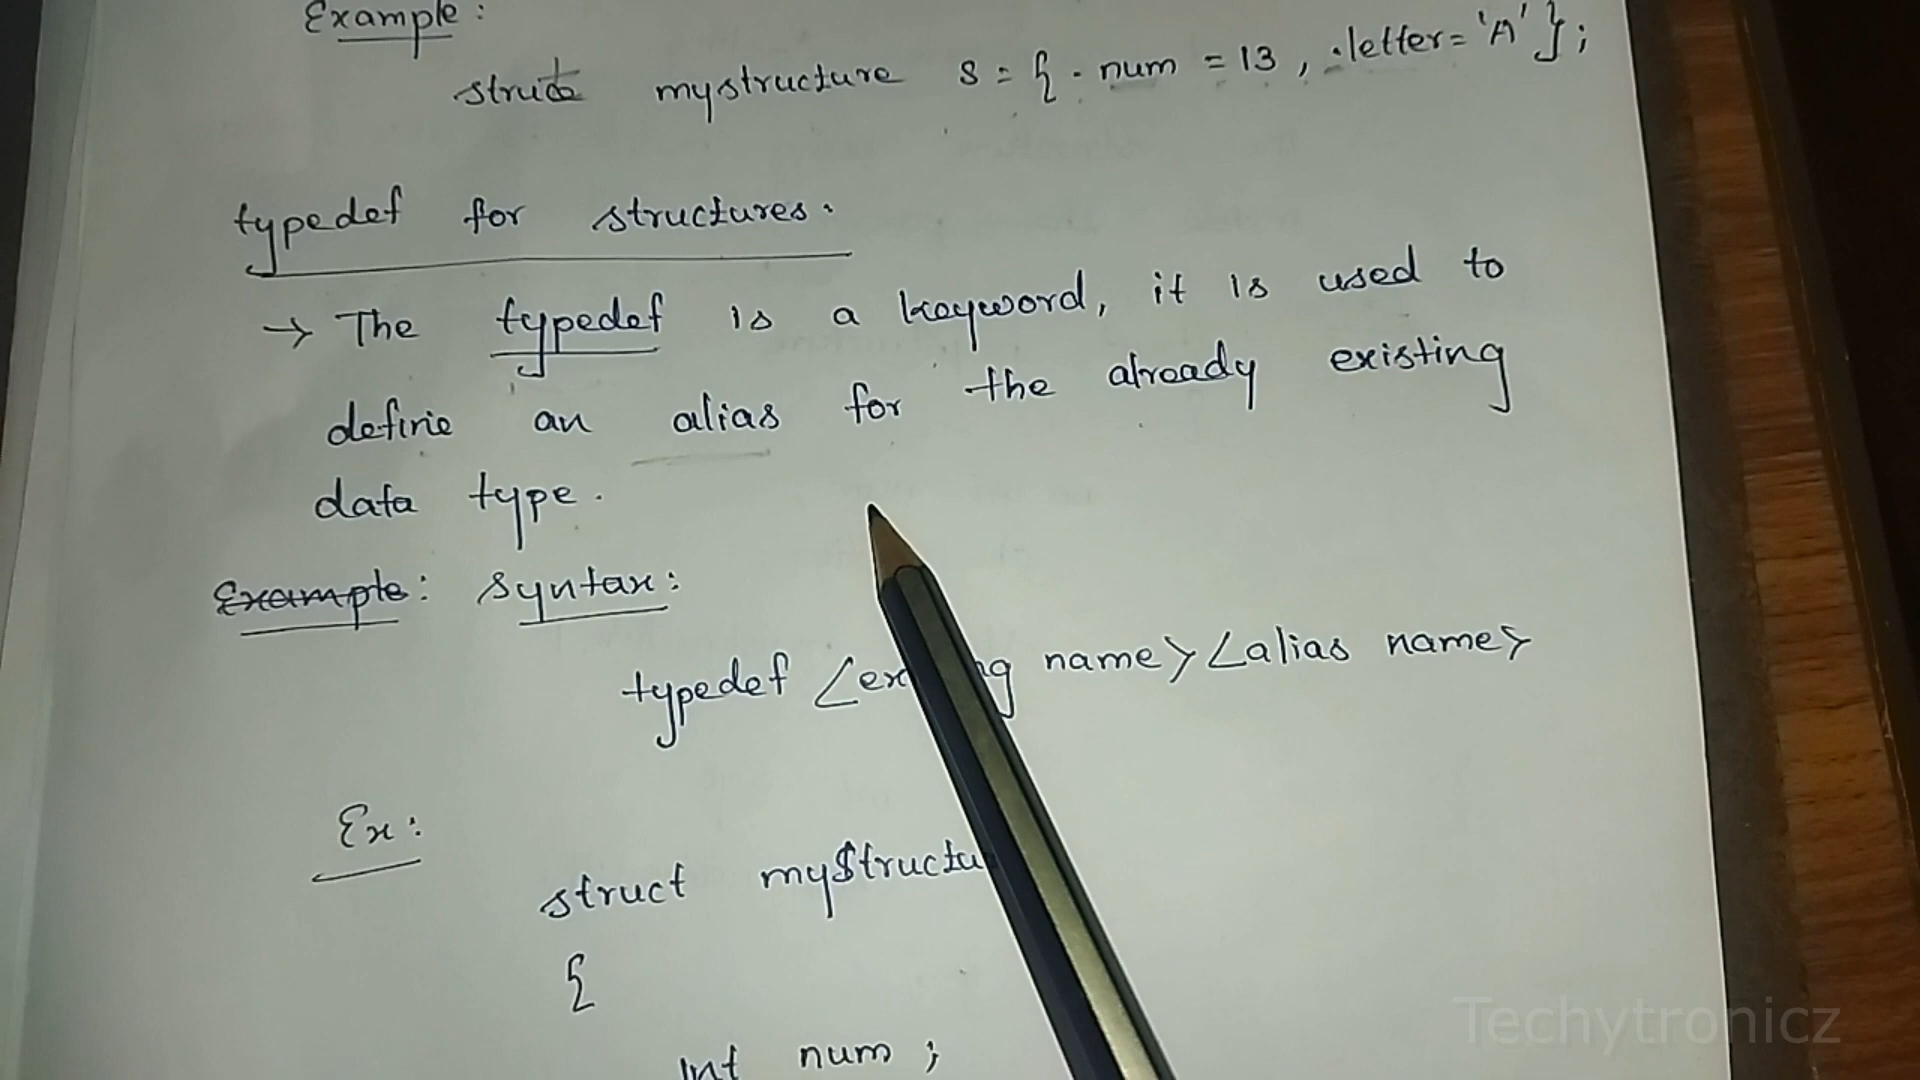 Example:
struct mystructure s = { .num = 13, .letter = 'A' };
typedef for structures.
→ The typedef is a keyword, it is used to
define an alias for the already existing
data type.
Example: syntax:
typedef <ex ng name> <alias name>
Ex:
struct myStructu
{
int num ;
Techytronicz